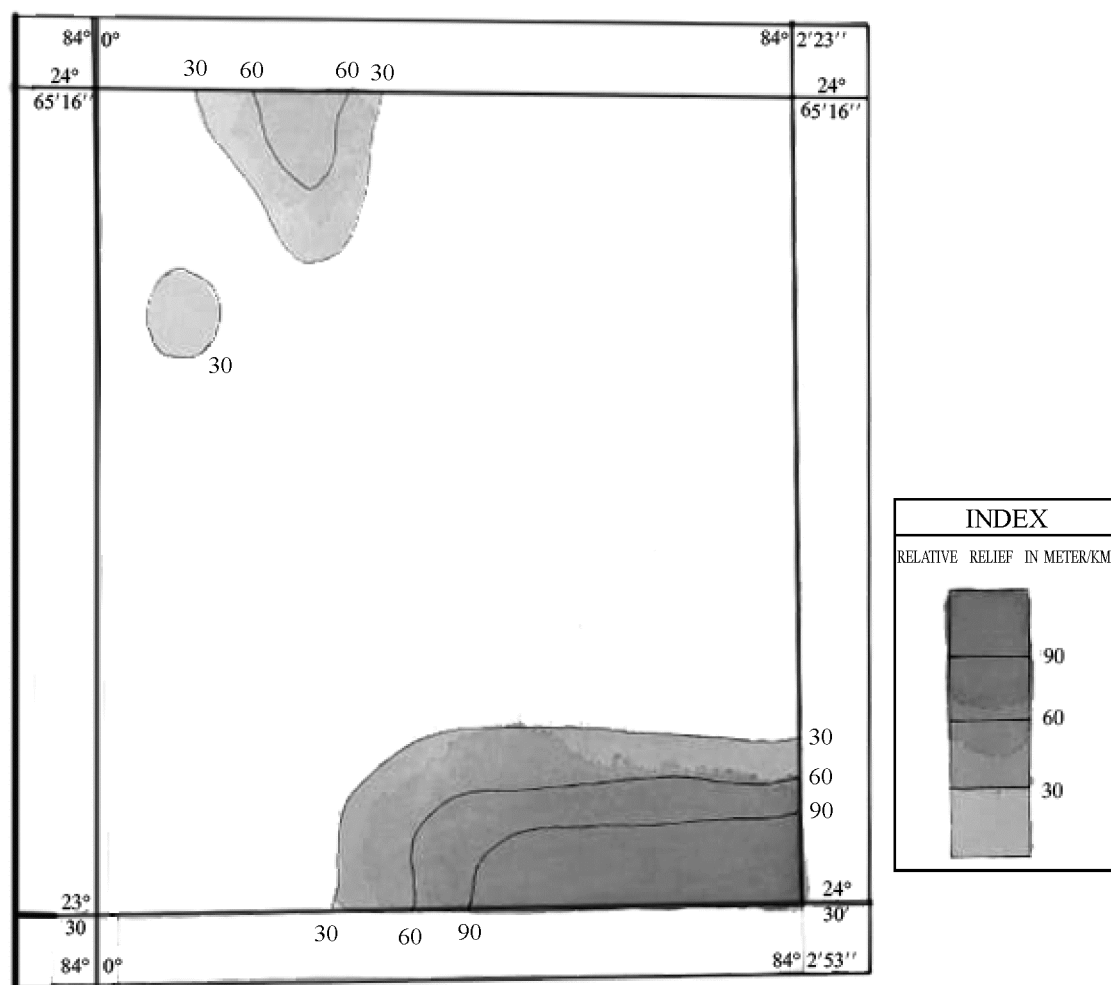 84° 0° 84° 2'23''
30 60 60 30
24° 24°
65'16'' 65'16''
30
INDEX
RELATIVE RELIEF IN METER/KM
90
60
30
30
60
90
23° 24°
30 30'
30 60 90
84° 0° 84° 2'53''